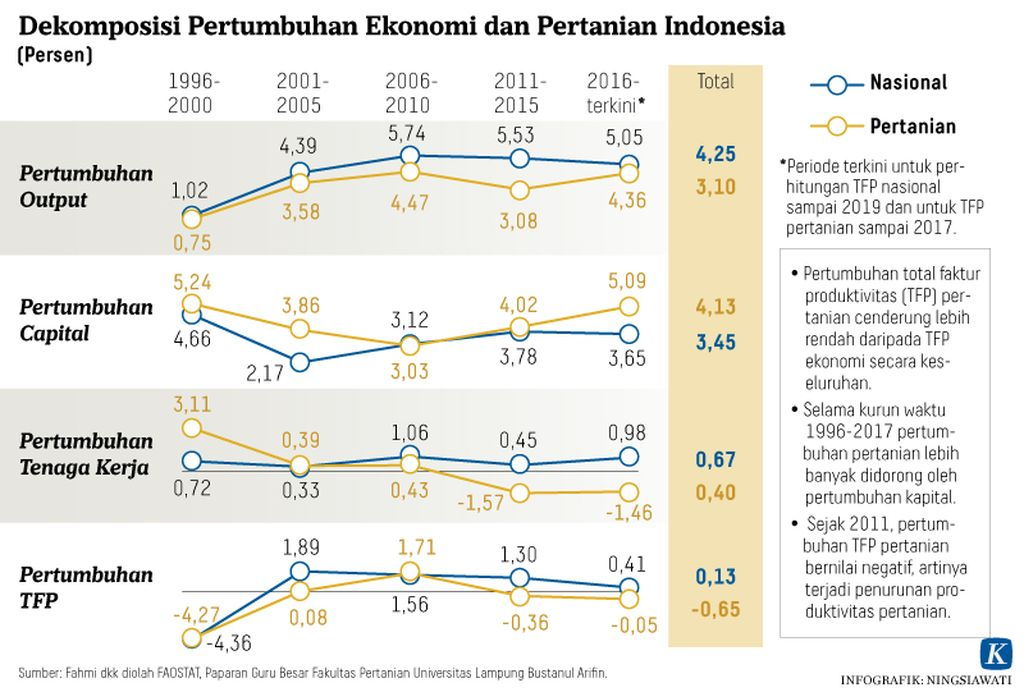 Dekomposisi Pertumbuhan Ekonomi dan Pertanian Indonesia
(Persen)
1996-
2000
2001-
2005
2006-
2010
2011-
2015
2016-
terkini*
Total
Nasional
Pertanian
*Periode terkini untuk per-
hitungan TFP nasional
sampai 2019 dan untuk TFP
pertanian sampai 2017.
Pertumbuhan
Output
1,02
4,39
5,74
5,53
5,05
4,25
0,75
3,58
4,47
3,08
4,36
3,10
Pertumbuhan
Capital
5,24
3,86
3,12
4,02
5,09
4,13
4,66
2,17
3,03
3,78
3,65
3,45
Pertumbuhan
Tenaga Kerja
3,11
0,39
1,06
0,45
0,98
0,67
0,72
0,33
0,43
-1,57
-1,46
0,40
Pertumbuhan
TFP
-4,27
1,89
1,71
1,30
0,41
0,13
-4,36
0,08
1,56
-0,36
-0,05
-0,65
• Pertumbuhan total faktur
produktivitas (TFP) per-
tanian cenderung lebih
rendah daripada TFP
ekonomi secara kes-
eluruhan.
• Selama kurun waktu
1996-2017 pertum-
buhan pertanian lebih
banyak didorong oleh
pertumbuhan kapital.
• Sejak 2011, pertum-
buhan TFP pertanian
bernilai negatif, artinya
terjadi penurunan pro-
duktivitas pertanian.
Sumber: Fahmi dkk diolah FAOSTAT, Paparan Guru Besar Fakultas Pertanian Universitas Lampung Bustanul Arifin.
K
INFOGRAFIK: NINGSIAWATI